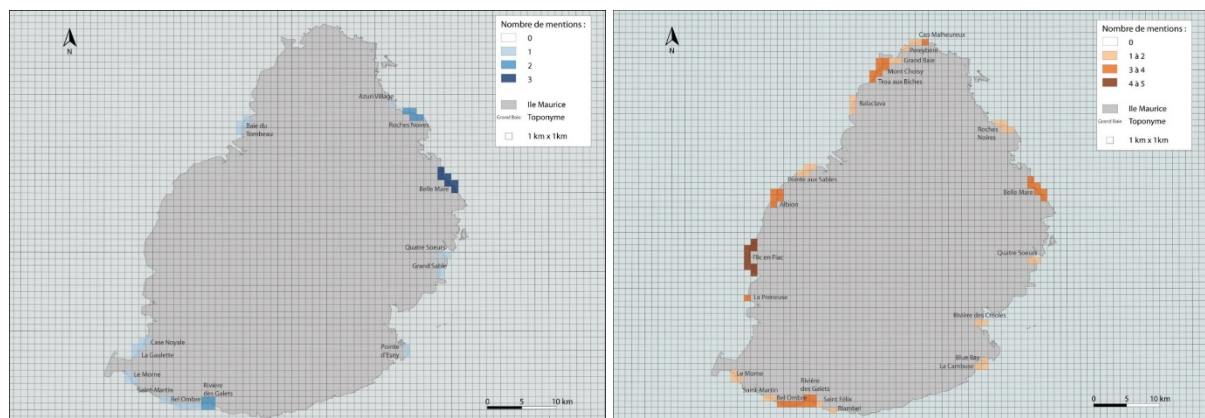 Nombre de mentions :
0
1
2
3
Ile Maurice
Grand Baie
Toponyme
1 km x 1km
N
Azuri Village
Roches Noires
Baie du
Tombeau
Belle Mare
Quatre Soeurs
Grand Sable
Case Noyale
La Gaulette
Pointe
d'Esny
Le Morne
Saint-Martin
Bel Ombre
Rivière
des Galets
0 5 10 km
Nombre de mentions :
0
1 à 2
3 à 4
4 à 5
Ile Maurice
Grand Baie
Toponyme
1 km x 1km
N
Cap Malheureux
Pereybère
Grand Baie
Mont Choisy
Trou aux Biches
Balaclava
Roches
Noires
Pointe aux Sables
Belle Mare
Albion
Quatre Soeurs
Flic en Flac
La Preneuse
Rivière des Créoles
Blue Bay
La Cambuse
Le Morne
Saint-Martin
Rivière
des Galets
Bel Ombre
Saint Félix
Riambel
0 5 10 km